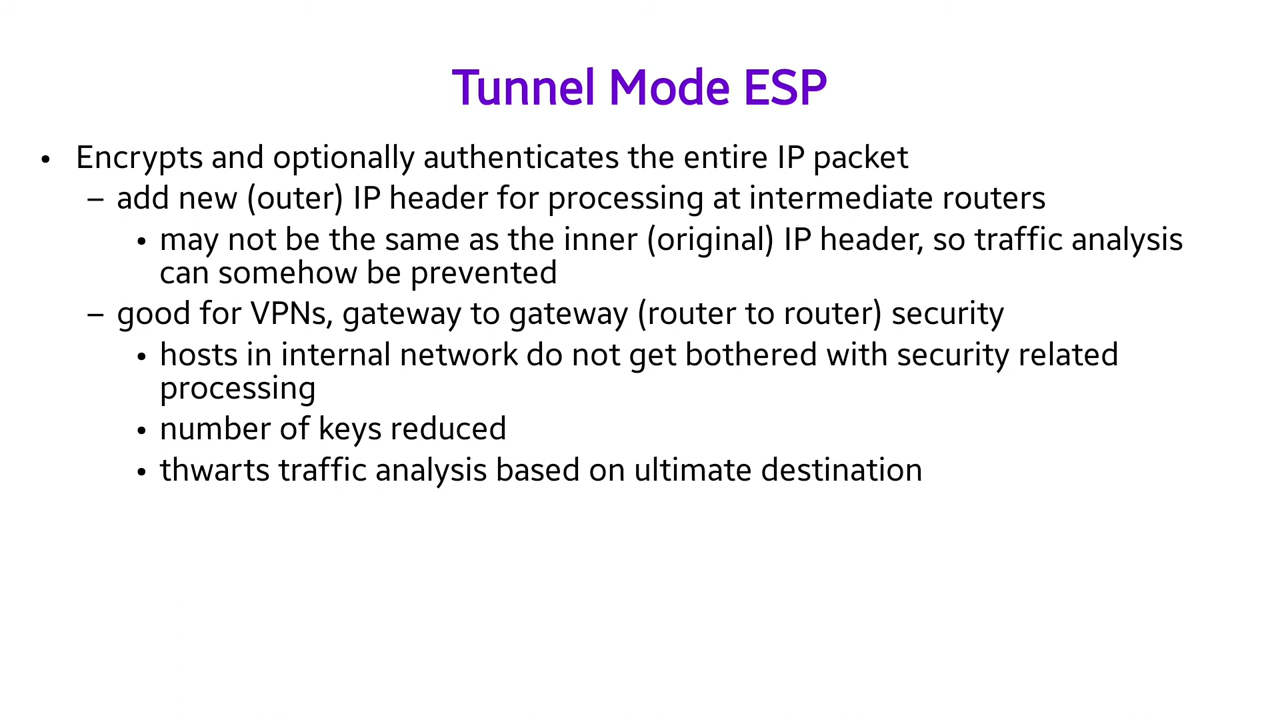 Tunnel Mode ESP
• Encrypts and optionally authenticates the entire IP packet
– add new (outer) IP header for processing at intermediate routers
• may not be the same as the inner (original) IP header, so traffic analysis
can somehow be prevented
– good for VPNs, gateway to gateway (router to router) security
• hosts in internal network do not get bothered with security related
processing
• number of keys reduced
• thwarts traffic analysis based on ultimate destination